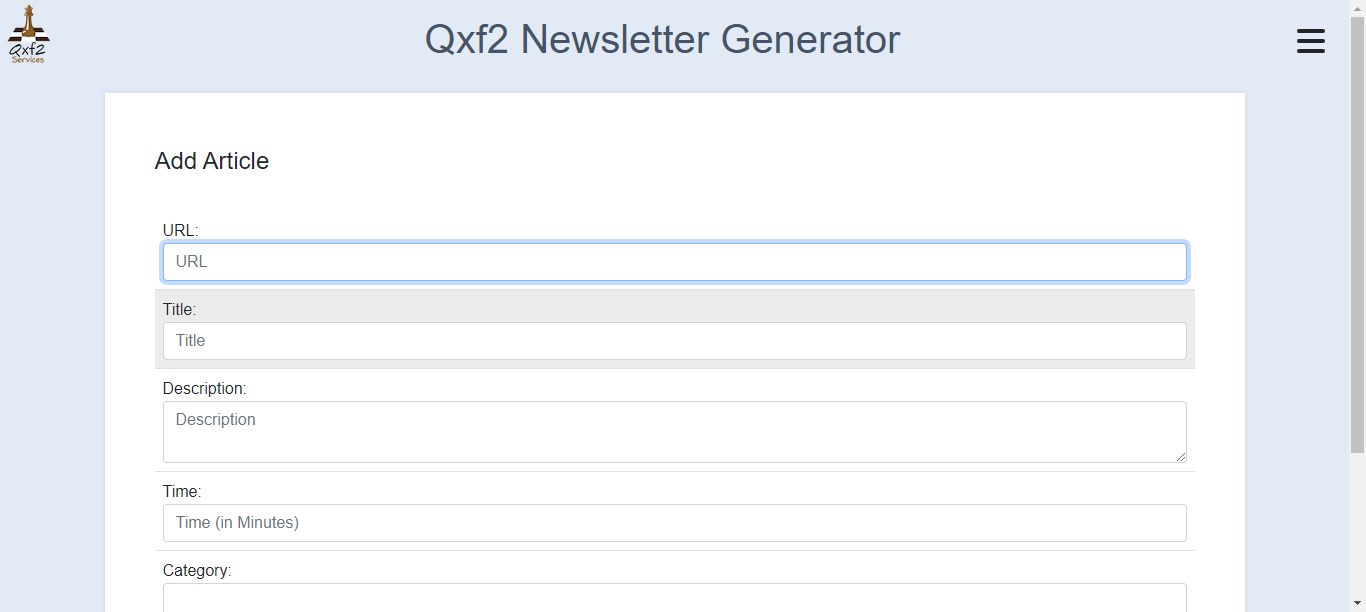 Qxf2
Services
Qxf2 Newsletter Generator
Add Article
URL:
URL
Title:
Title
Description:
Description
Time:
Time (in Minutes)
Category: